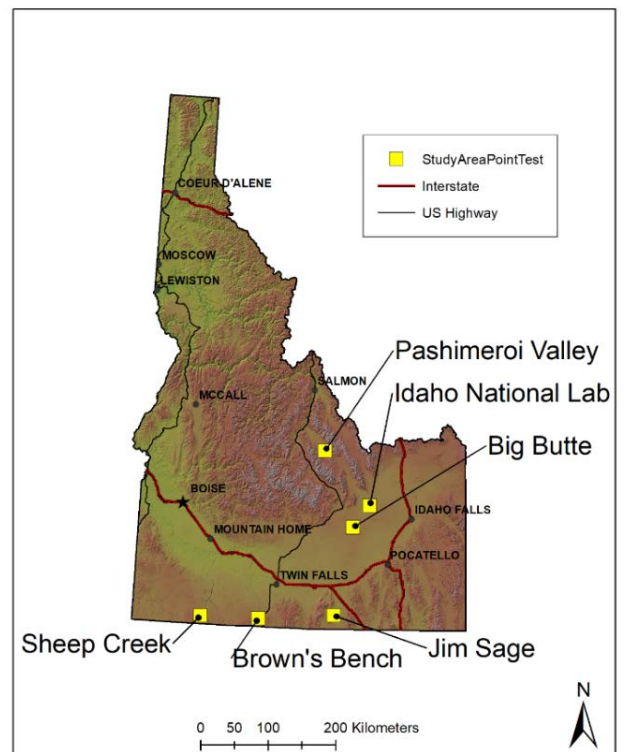 StudyAreaPointTest
Interstate
US Highway
COEUR D'ALENE
MOSCOW
LEWISTON
Pashimeroi Valley
SALMON
Idaho National Lab
MCCALL
Big Butte
BOISE
IDAHO FALLS
MOUNTAIN HOME
POCATELLO
TWIN FALLS
Sheep Creek
Brown's Bench
Jim Sage
N
0 50 100 200 Kilometers